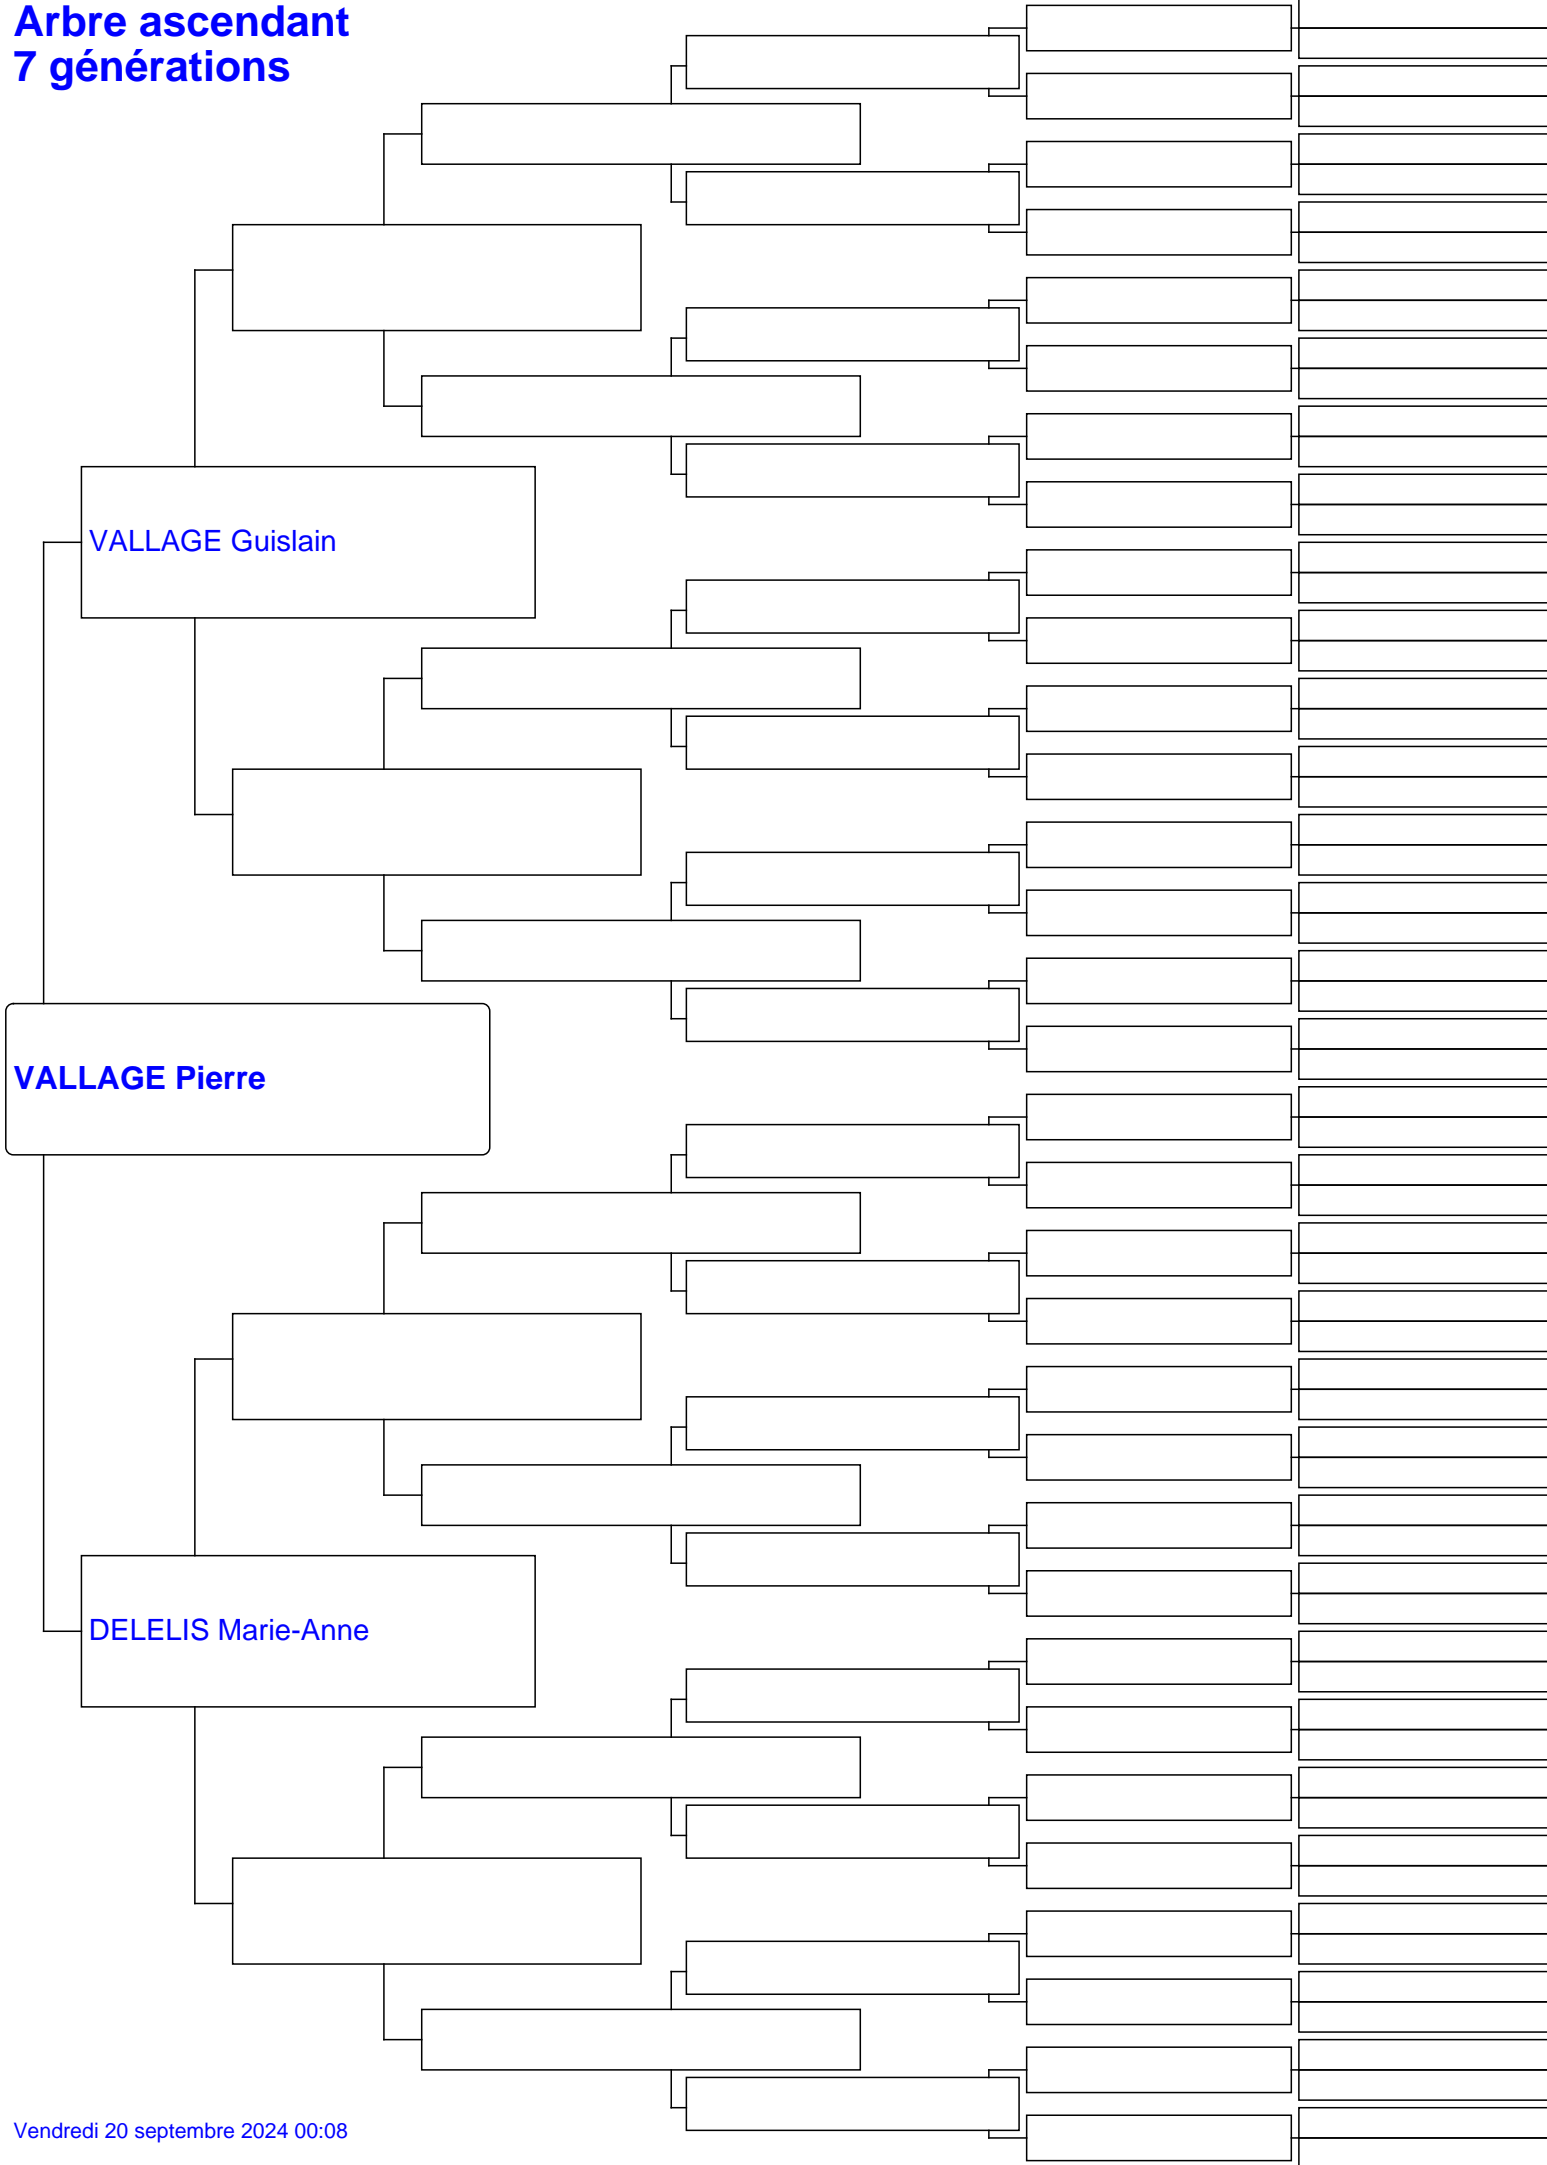 Arbre ascendant
7 générations
VALLAGE Guislain
VALLAGE Pierre
DELELIS Marie-Anne
Vendredi 20 septembre 2024 00:08